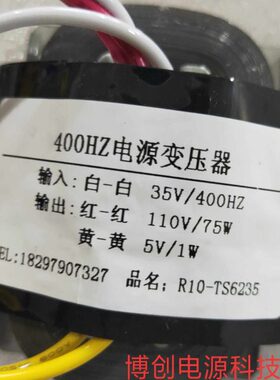 400HZ电源变压器
输入: 白-白 35V/400HZ
输出: 红-红 110V/75W
黄-黄 5V/1W
EL:18297907327 品名: R10-TS6235
博创电源科技